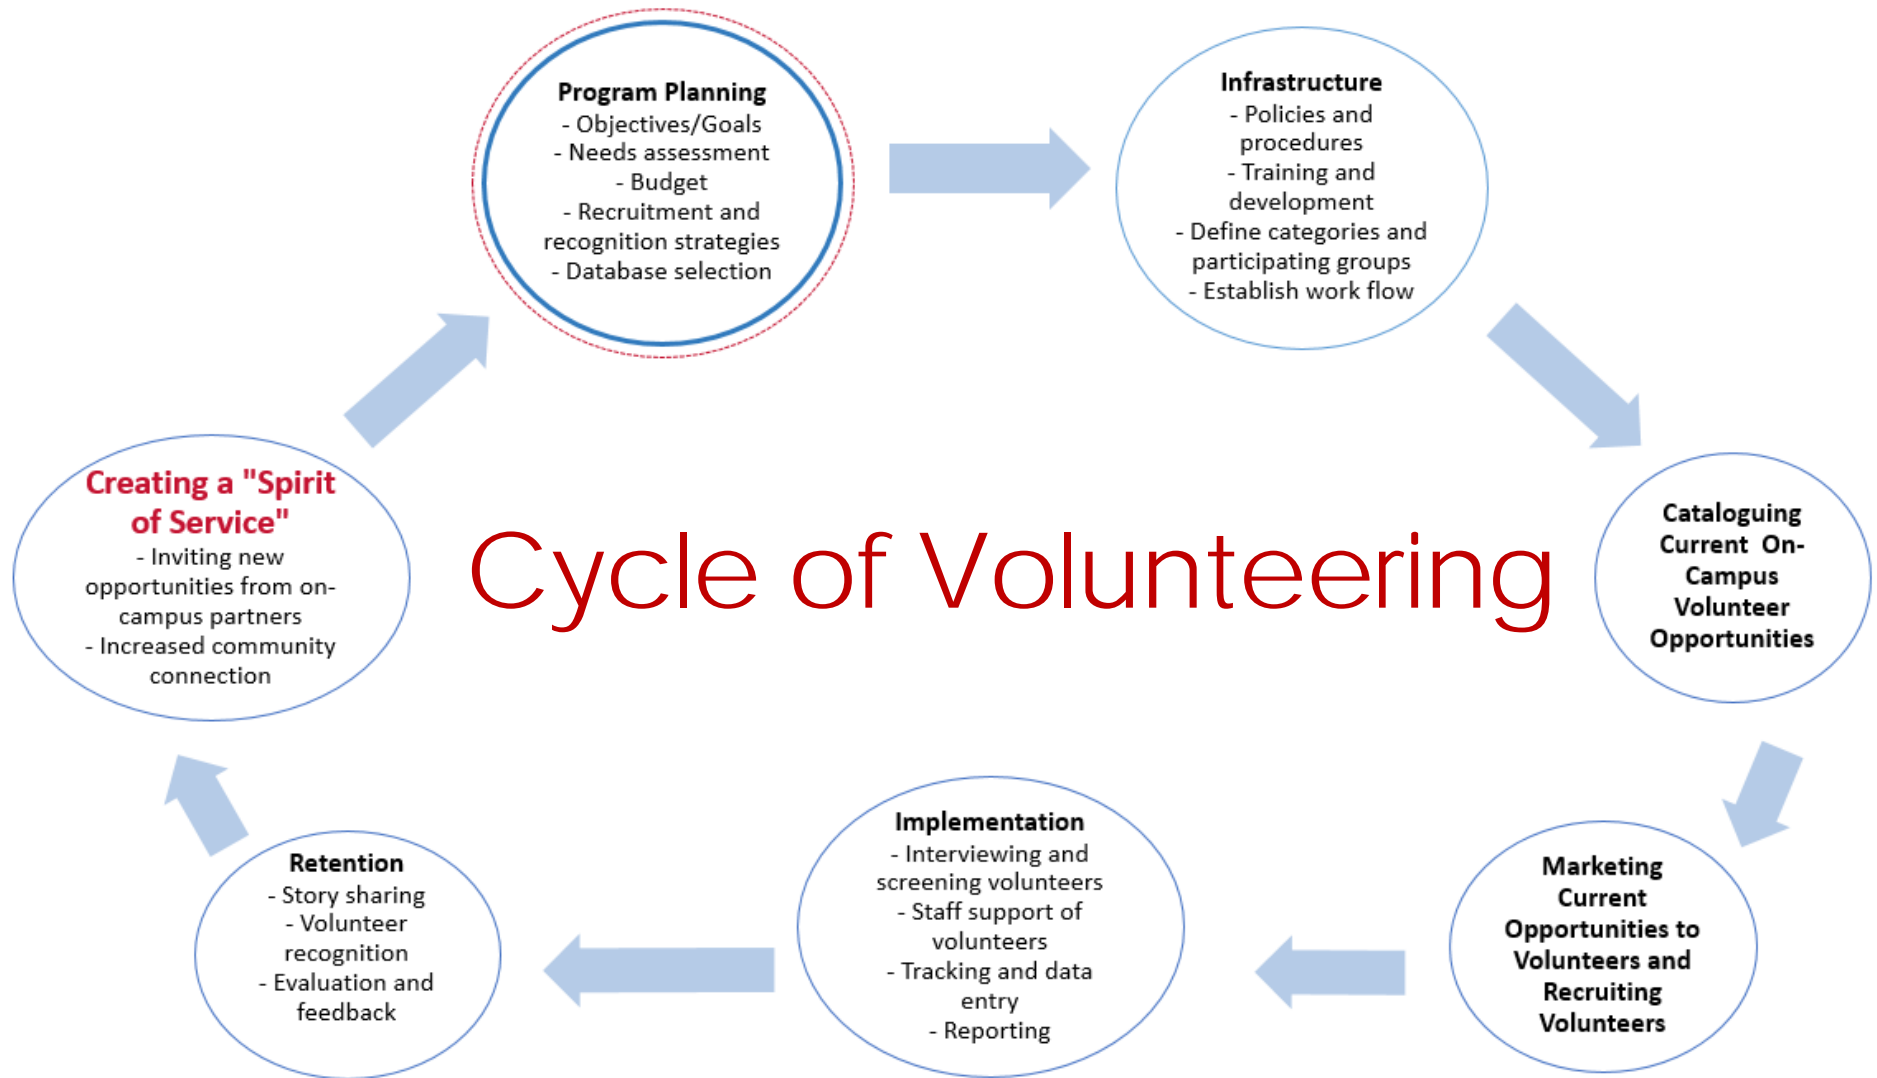 Program Planning
- Objectives/Goals
- Needs assessment
- Budget
- Recruitment and
recognition strategies
- Database selection
Infrastructure
- Policies and
procedures
- Training and
development
- Define categories and
participating groups
- Establish work flow
Cataloguing
Current On-
Campus
Volunteer
Opportunities
Marketing
Current
Opportunities to
Volunteers and
Recruiting
Volunteers
Implementation
- Interviewing and
screening volunteers
- Staff support of
volunteers
- Tracking and data
entry
- Reporting
Retention
- Story sharing
- Volunteer
recognition
- Evaluation and
feedback
Creating a "Spirit
of Service"
- Inviting new
opportunities from on-
campus partners
- Increased community
connection
Cycle of Volunteering